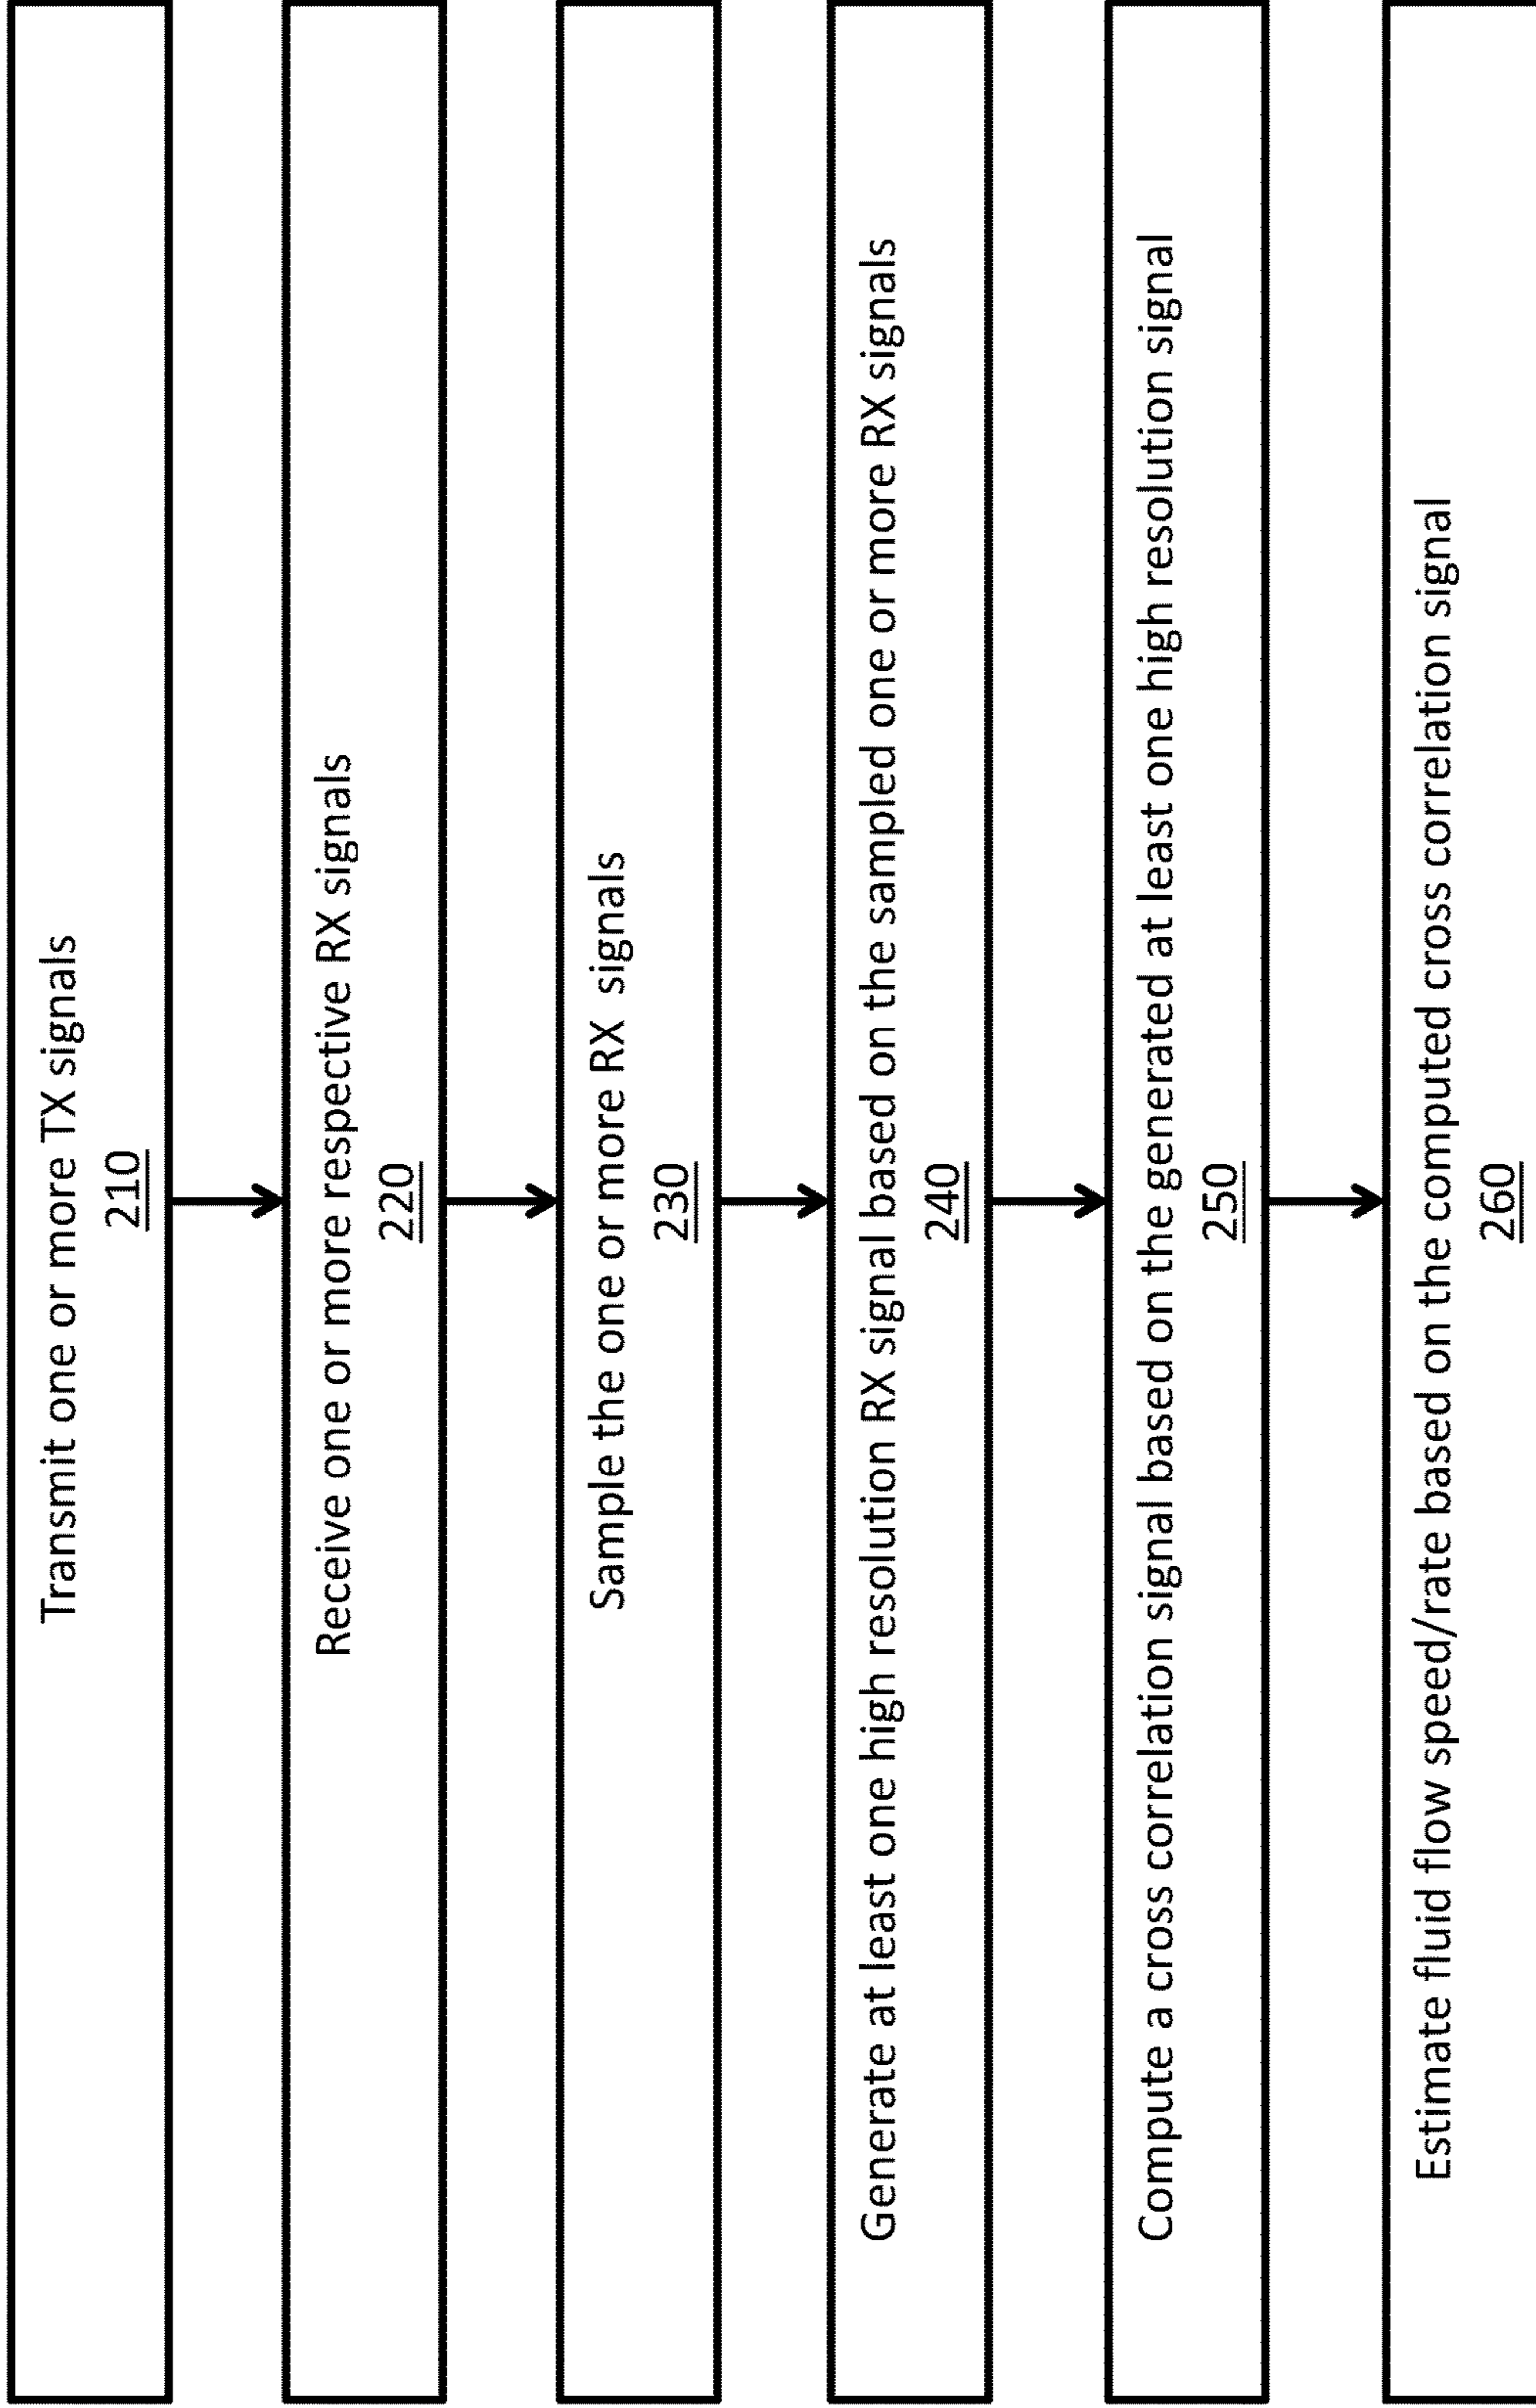 Transmit one or more TX signals
210
Receive one or more respective RX signals
220
Sample the one or more RX signals
230
Generate at least one high resolution RX signal based on the sampled one or more RX signals
240
Compute a cross correlation signal based on the generated at least one high resolution signal
250
Estimate fluid flow speed/rate based on the computed cross correlation signal
260